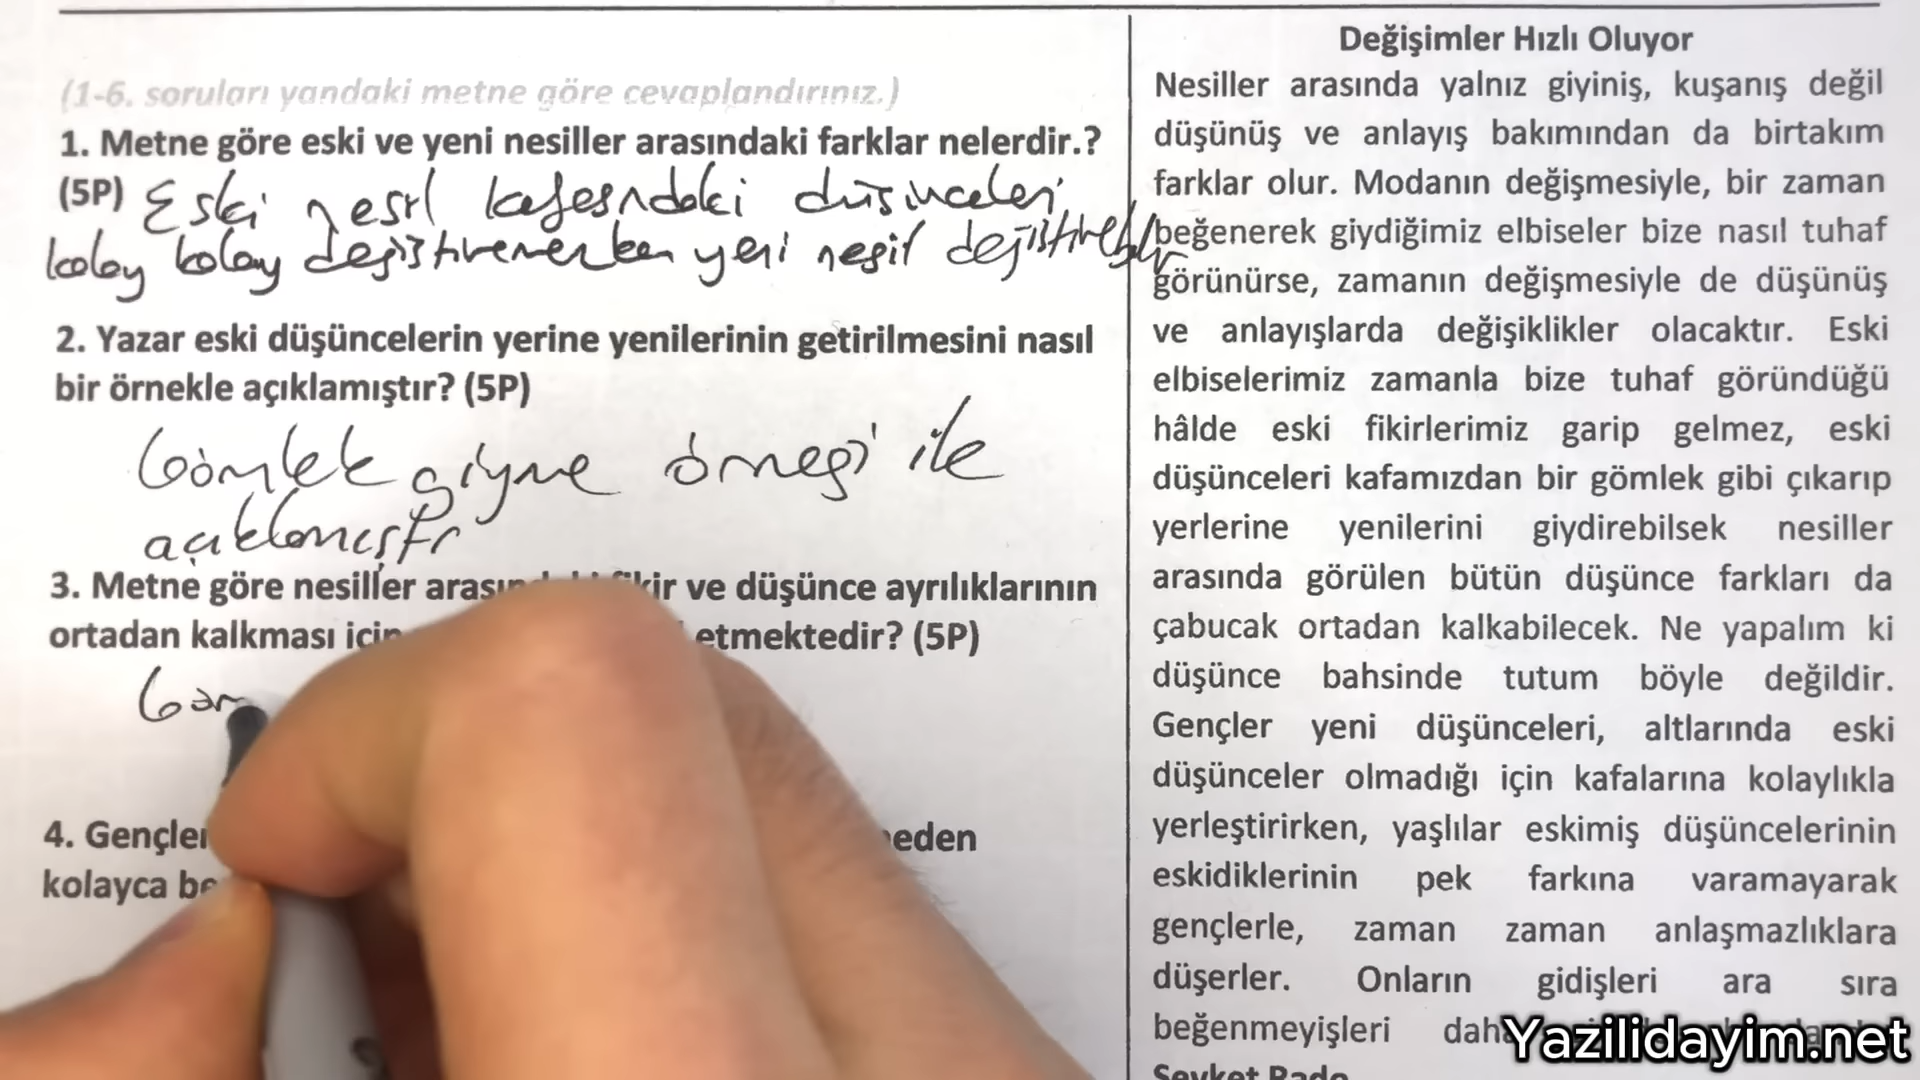 (1-6. soruları yandaki metne göre cevaplandırınız.)
1. Metne göre eski ve yeni nesiller arasındaki farklar nelerdir.?
(5P) Eski nesil kafesndeki düşünceleri
kolay kolay değiştiremezken yeni nesil değiştirebilir
2. Yazar eski düşüncelerin yerine yenilerinin getirilmesini nasıl
bir örnekle açıklamıştır? (5P)
Gömlek giyme örneği ile
açıklamıştır
3. Metne göre nesiller ve düşünce ayrılıklarının
ortadan kalkması için etmektedir? (5P)
4.
kolayca
Değişimler Hızlı Oluyor
Nesiller arasında yalnız giyiniş, kuşanış değil
düşünüş ve anlayış bakımından da birtakım
farklar olur. Modanın değişmesiyle, bir zaman
beğenerek giydiğimiz elbiseler bize nasıl tuhaf
görünürse, zamanın değişmesiyle de düşünüş
ve anlayışlarda değişiklikler olacaktır. Eski
elbiselerimiz zamanla bize tuhaf göründüğü
hâlde eski fikirlerimiz garip gelmez, eski
düşünceleri kafamızdan bir gömlek gibi çıkarıp
yerlerine yenilerini giydirebilsek nesiller
arasında görülen bütün düşünce farkları da
çabucak ortadan kalkabilecek. Ne yapalım ki
düşünce bahsinde tutum böyle değildir.
Gençler yeni düşünceleri, altlarında eski
düşünceler olmadığı için kafalarına kolaylıkla
yerleştirirken, yaşlılar eskimiş düşüncelerinin
eskidiklerinin pek farkına varamayarak
gençlerle, zaman zaman anlaşmazlıklara
düşerler. Onların gidişleri ara sıra
beğenmeyişleri
Yazilidayim.net
Şevket Rado